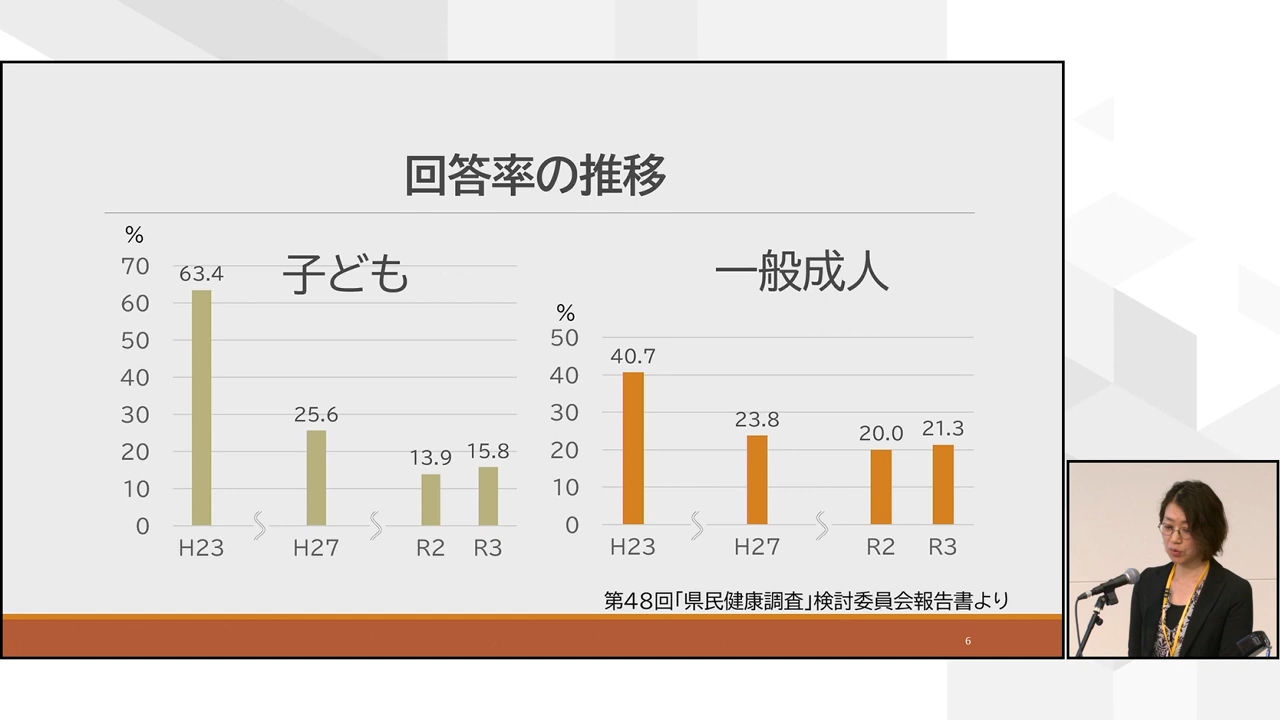 回答率の推移
%
子ども
70
60
50
40
30
20
10
0
63.4
25.6
13.9
15.8
H23
H27
R2
R3
一般成人
%
50
40
30
20
10
0
40.7
23.8
20.0
21.3
H23
H27
R2
R3
第48回「県民健康調査」検討委員会報告書より
6